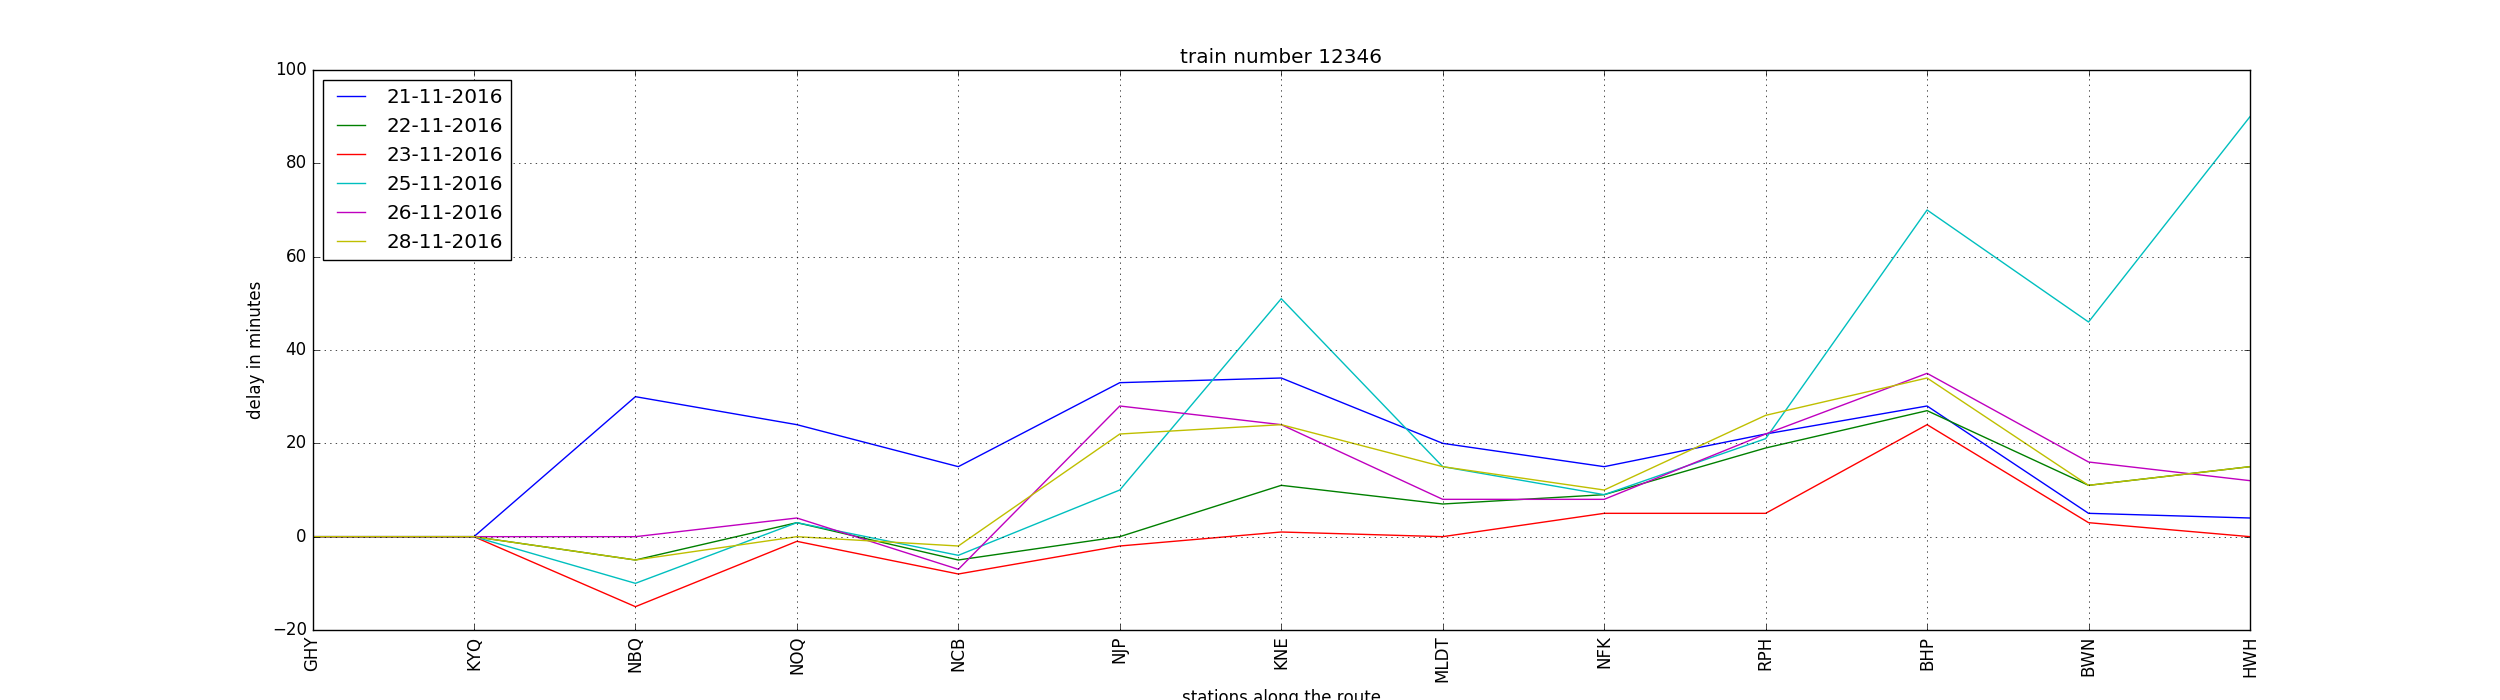 train number 12346
100
80
60
40
20
0
−20
delay in minutes
21-11-2016
22-11-2016
23-11-2016
25-11-2016
26-11-2016
28-11-2016
GHY
KYQ
NBQ
NOQ
NCB
NJP
KNE
MLDT
NFK
RPH
BHP
BWN
HWH
stations along the route